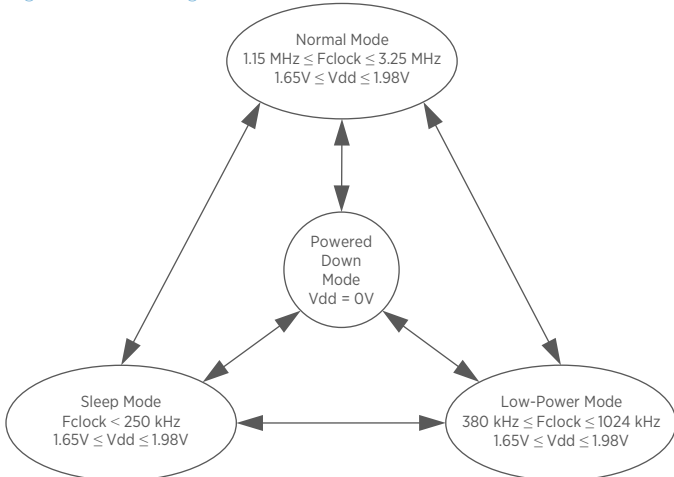 Normal Mode
1.15 MHz ≤ Fclock ≤ 3.25 MHz
1.65V ≤ Vdd ≤ 1.98V
Powered
Down
Mode
Vdd = 0V
Sleep Mode
Fclock < 250 kHz
1.65V ≤ Vdd ≤ 1.98V
Low-Power Mode
380 kHz ≤ Fclock ≤ 1024 kHz
1.65V ≤ Vdd ≤ 1.98V